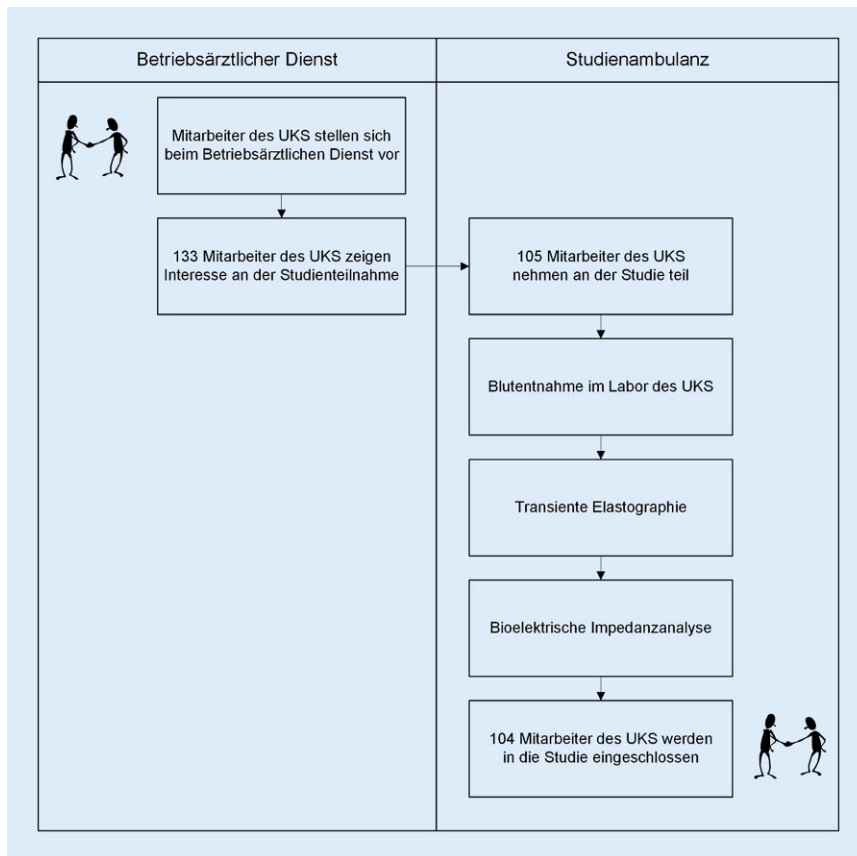 Betriebsärztlicher Dienst
Studienambulanz
Mitarbeiter des UKS stellen sich
beim Betriebsärztlichen Dienst vor
133 Mitarbeiter des UKS zeigen
Interesse an der Studienteilnahme
105 Mitarbeiter des UKS
nehmen an der Studie teil
Blutentnahme im Labor des UKS
Transiente Elastographie
Bioelektrische Impedanzanalyse
104 Mitarbeiter des UKS werden
in die Studie eingeschlossen